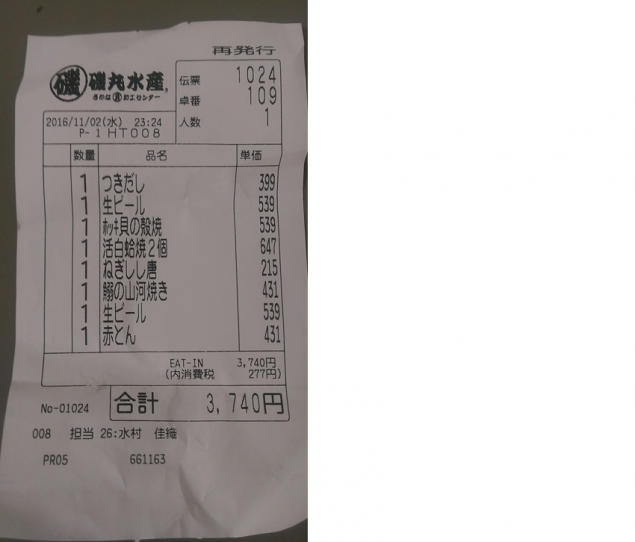 再発行
磯 磯丸水産
伝票 1024
卓番 109
人数 1
2016/11/02(水) 23:24
P-1HT008
数量 品名 単価
1 つきだし 399
1 生ビール 539
1 ﾎｯｷ貝の殻焼 539
1 活白蛤焼2個 647
1 ねぎしし唐 215
1 鰯の山河焼き 431
1 生ビール 539
1 赤とん 431
EAT-IN 3,740円
(内消費税 277円)
No-01024 合計 3,740円
008 担当 26:水村 佳織
PR05 661163